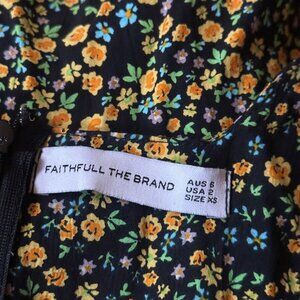 FAITHFULL THE BRAND
AUS 6
USA 2
SIZE XS